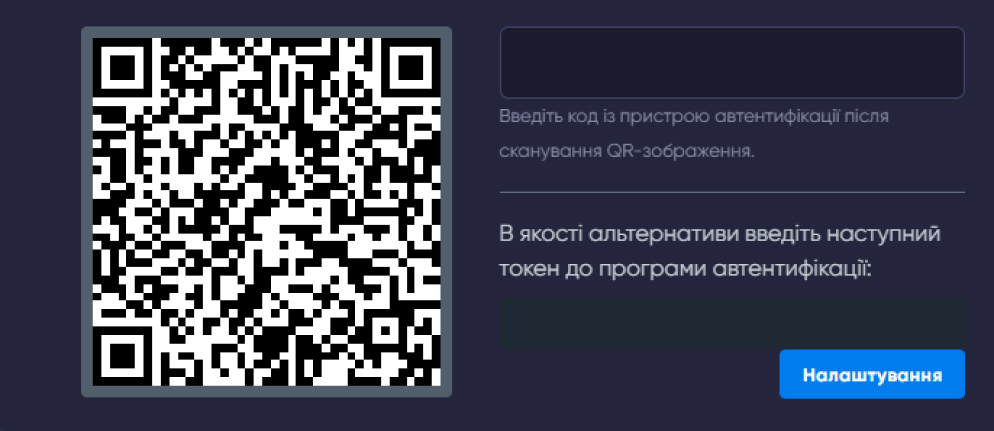 Введіть код із пристрою автентифікації після
сканування QR-зображення.
В якості альтернативи введіть наступний
токен до програми автентифікації:
Налаштування